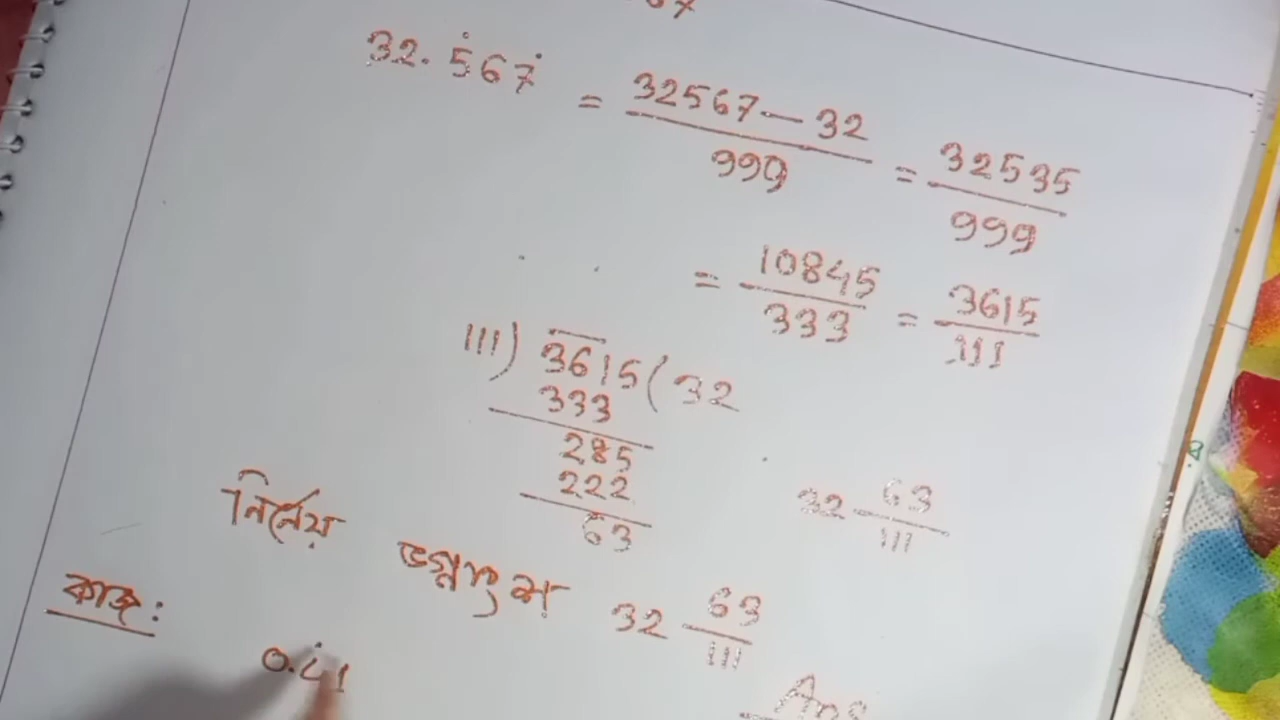 32.5̇67̇ = 32567—32/999 = 32535/999
= 10845/333 = 3615/111
111) 3615 (32
333
285
222
63
32 63/111
নির্নেয় ভগ্নাংশ 32 63/111
কাজ:
Ans